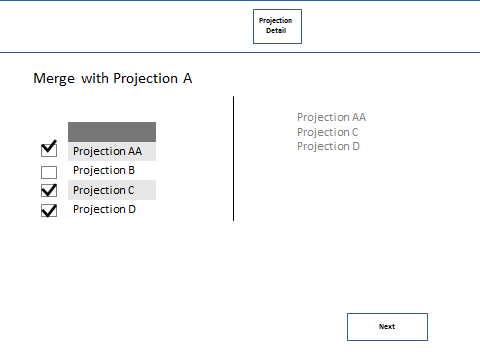 Projection
Detail
Merge with Projection A
Projection AA
Projection B
Projection C
Projection D
Projection AA
Projection C
Projection D
Next